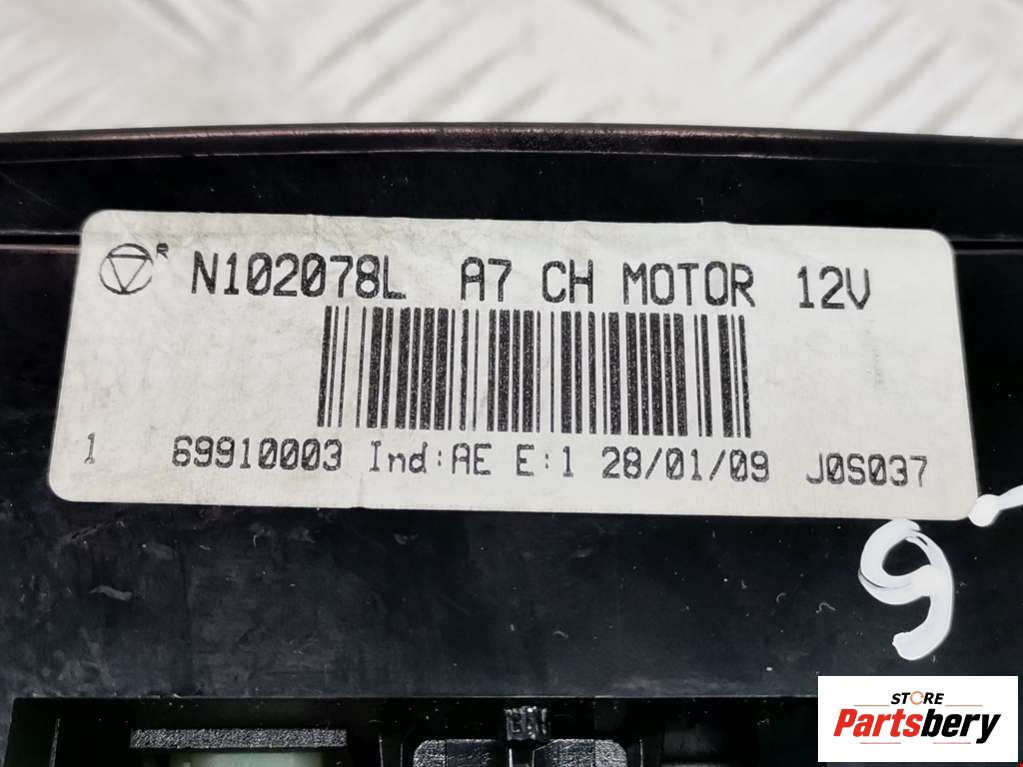 R N102078L A7 CH MOTOR 12V
1 69910003 Ind:AE E:1 28/01/09 J0S037
9
STORE
Partsbery